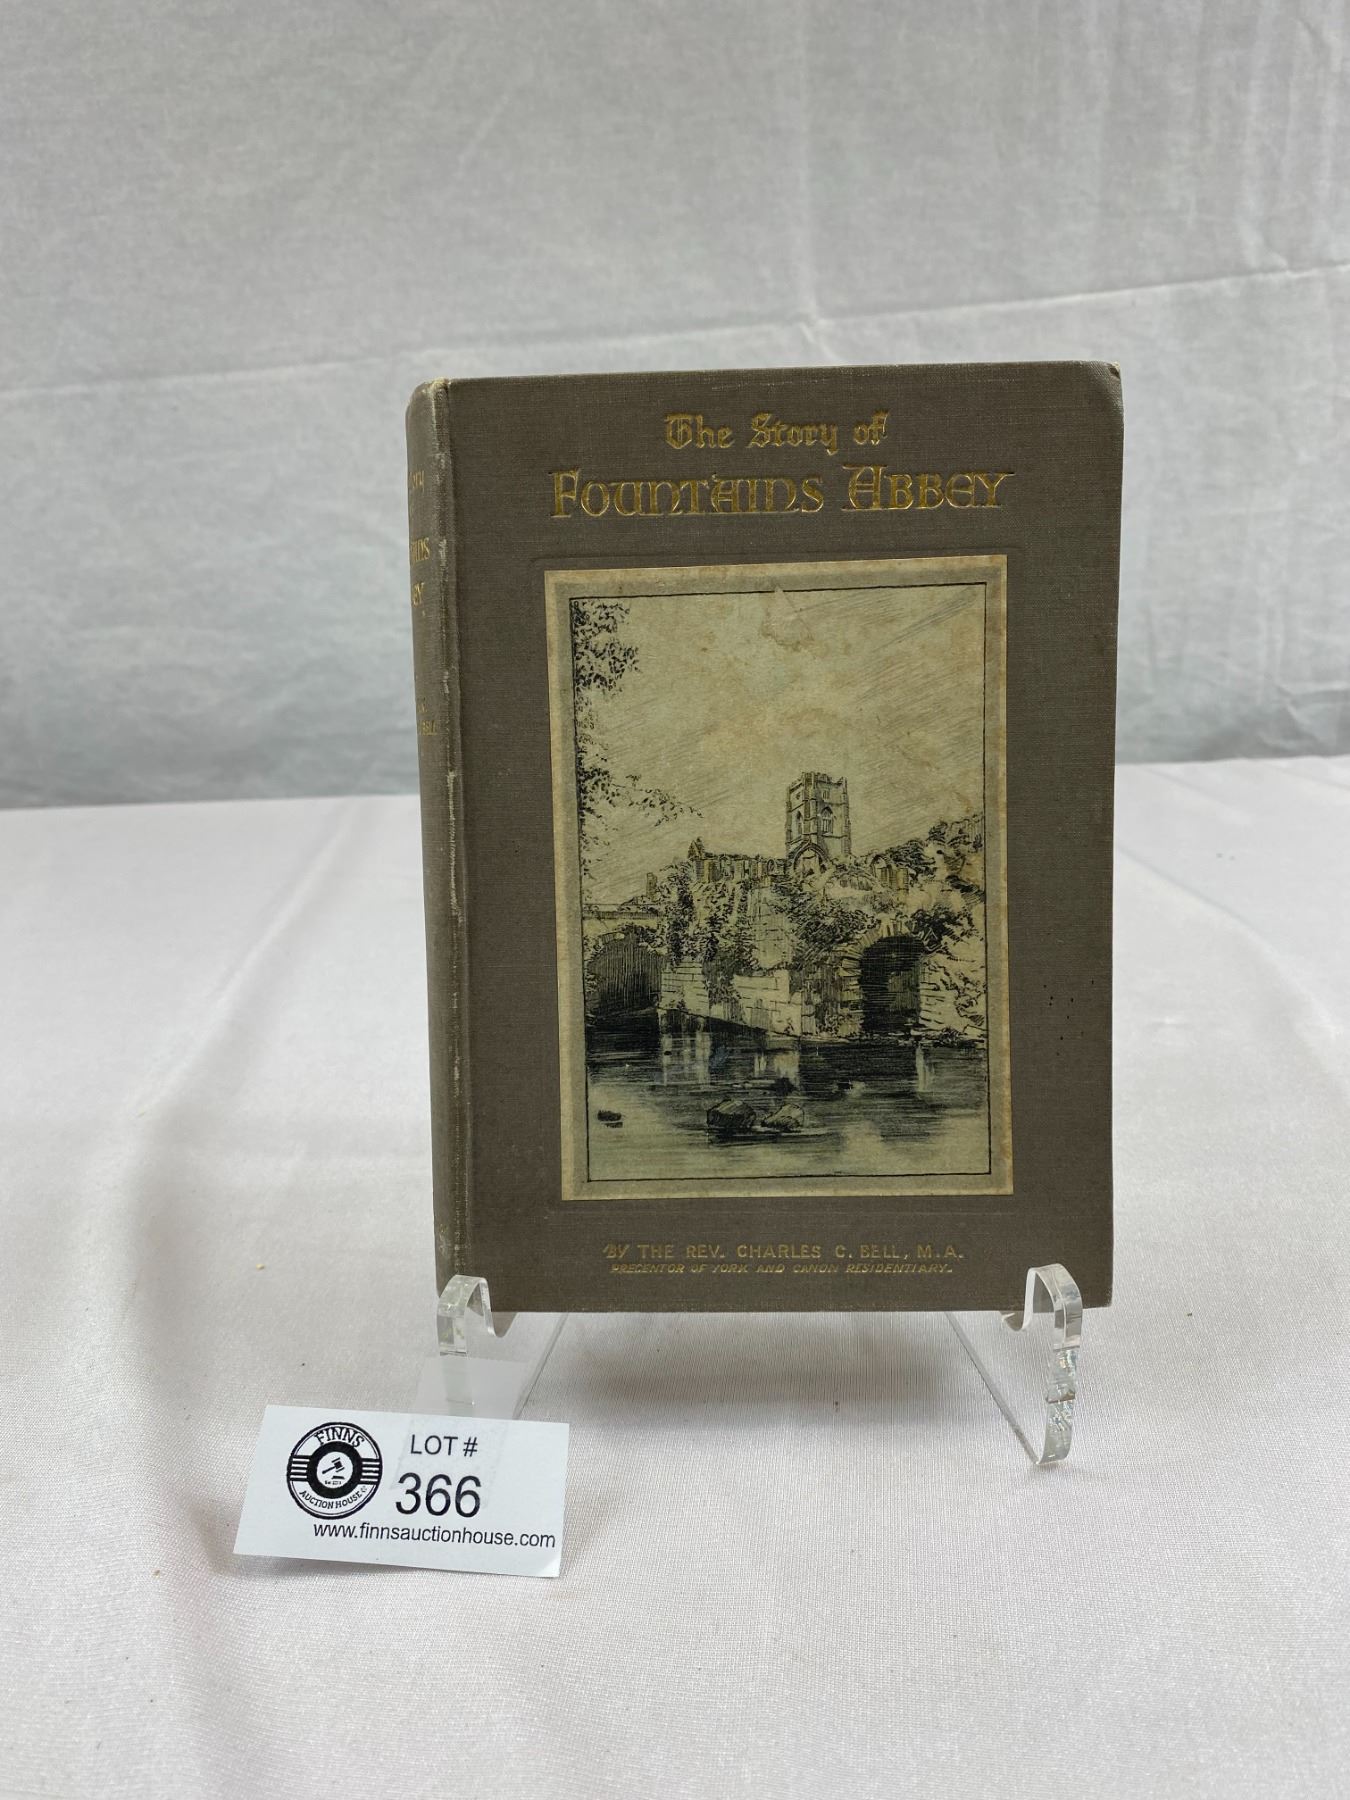 The Story of
FOUNTAINS ABBEY
BY THE REV. CHARLES C. BELL, M.A.
PRECENTOR OF YORK AND CANON RESIDENTIARY.
BELL
FINNS
AUCTION HOUSE
LOT #
366
www.finnsauctionhouse.com